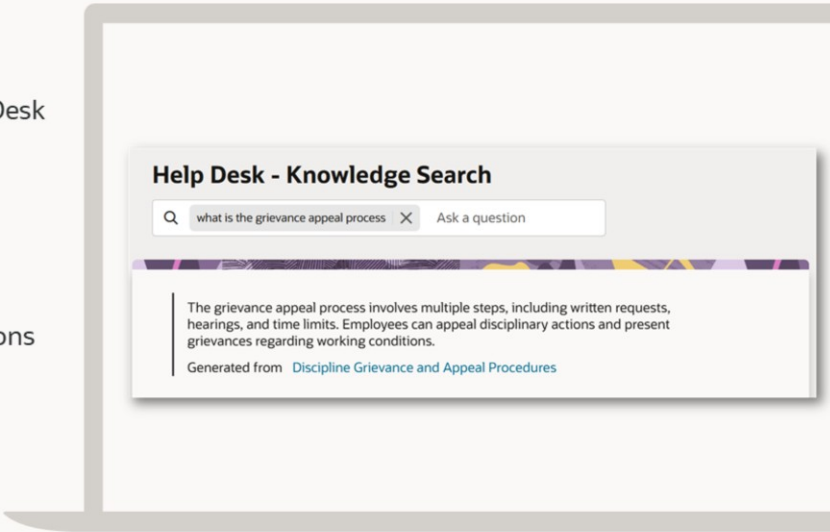 Desk
ons
Help Desk - Knowledge Search
what is the grievance appeal process
Ask a question
The grievance appeal process involves multiple steps, including written requests,
hearings, and time limits. Employees can appeal disciplinary actions and present
grievances regarding working conditions.
Generated from Discipline Grievance and Appeal Procedures